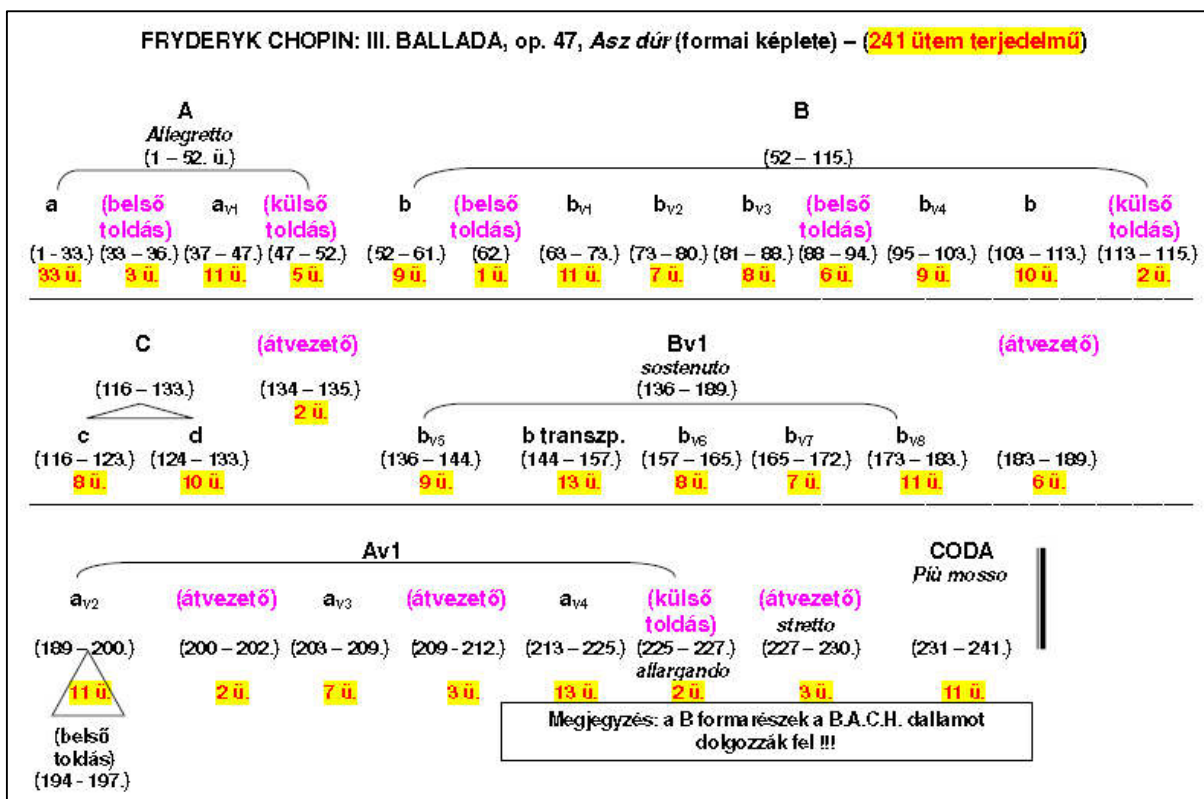 FRYDERYK CHOPIN: III. BALLADA, op. 47, Asz dúr (formai képlete) – (241 ütem terjedelmű)
A B
Allegretto
(1 – 52. ü.) (52 – 115.)
a (belső av1 (külső b (belső bv1 bv2 bv3 (belső bv4 b (külső
toldás) toldás) toldás) toldás) toldás)
(1 - 33.) (33 – 36.) (37 – 47.) (47 – 52.) (52 – 61.) (62.) (63 – 73.) (73 – 80.) (81 – 88.) (88 – 94.) (95 – 103.) (103 – 113.) (113 – 115.)
33 ü. 3 ü. 11 ü. 5 ü. 9 ü. 1 ü. 11 ü. 7 ü. 8 ü. 6 ü. 9 ü. 10 ü. 2 ü.
C (átvezető) Bv1 (átvezető)
sostenuto
(116 – 133.) (134 – 135.) (136 – 189.)
2 ü.
c d bv5 b transzp. bv6 bv7 bv8
(116 – 123.) (124 – 133.) (136 – 144.) (144 – 157.) (157 – 165.) (165 – 172.) (173 – 183.) (183 – 189.)
8 ü. 10 ü. 9 ü. 13 ü. 8 ü. 7 ü. 11 ü. 6 ü.
Av1 CODA
Più mosso
av2 (átvezető) av3 (átvezető) av4 (külső (átvezető)
toldás) stretto
(189 – 200.) (200 – 202.) (203 – 209.) (209 - 212.) (213 – 225.) (225 – 227.) (227 – 230.) (231 – 241.)
allargando
11 ü. 2 ü. 7 ü. 3 ü. 13 ü. 2 ü. 3 ü. 11 ü.
(belső
toldás)
(194 - 197.)
Megjegyzés: a B formarészek a B.A.C.H. dallamot
dolgozzák fel !!!